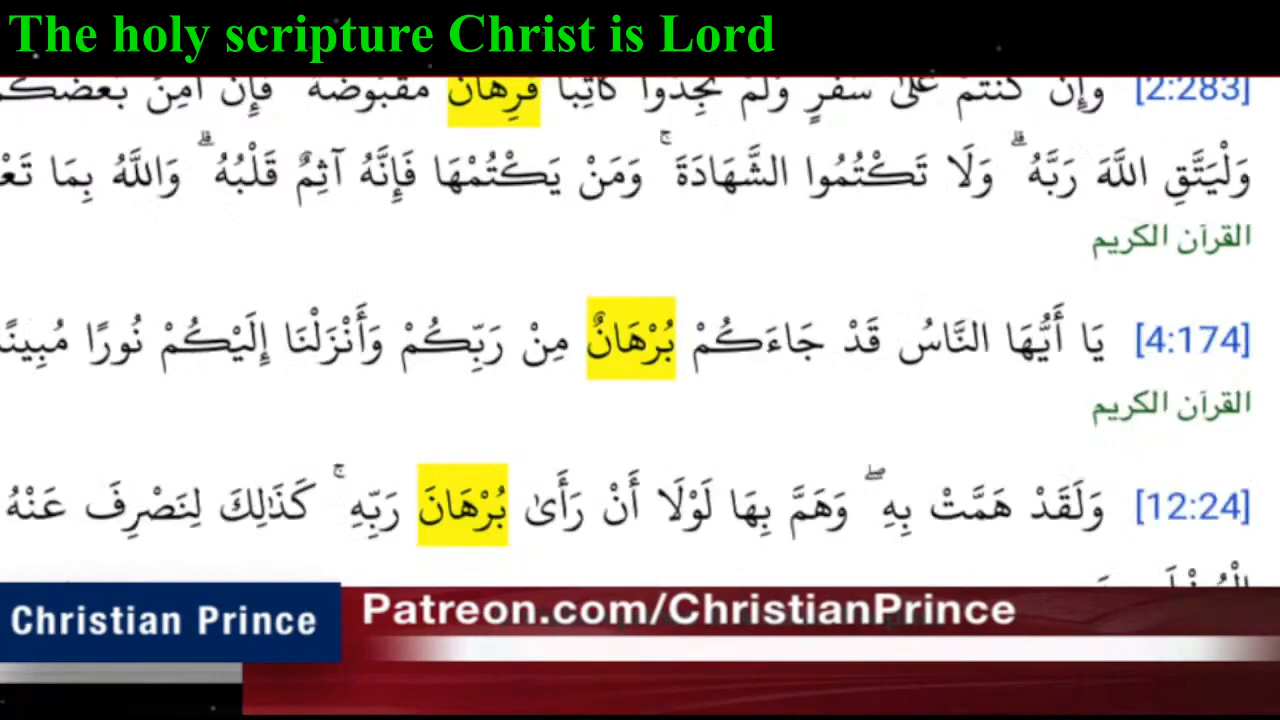 The holy scripture Christ is Lord
[2:283] وَإِنْ كُنْتُمْ عَلَىٰ سَفَرٍ وَلَمْ تَجِدُوا كَاتِبًا فَرِهَانٌ مَقْبُوضَةٌ فَإِنْ أَمِنَ بَعْضُكُمْ
وَلْيَتَّقِ اللَّهَ رَبَّهُ ۗ وَلَا تَكْتُمُوا الشَّهَادَةَ ۚ وَمَنْ يَكْتُمْهَا فَإِنَّهُ آثِمٌ قَلْبُهُ ۗ وَاللَّهُ بِمَا
القرآن الكريم
[4:174] يَا أَيُّهَا النَّاسُ قَدْ جَاءَكُمْ بُرْهَانٌ مِنْ رَبِّكُمْ وَأَنْزَلْنَا إِلَيْكُمْ نُورًا مُبِينًا
القرآن الكريم
[12:24] وَلَقَدْ هَمَّتْ بِهِ ۖ وَهَمَّ بِهَا لَوْلَا أَنْ رَأَىٰ بُرْهَانَ رَبِّهِ ۚ كَذَٰلِكَ لِنَصْرِفَ عَنْهُ
Christian Prince
Patreon.com/ChristianPrince